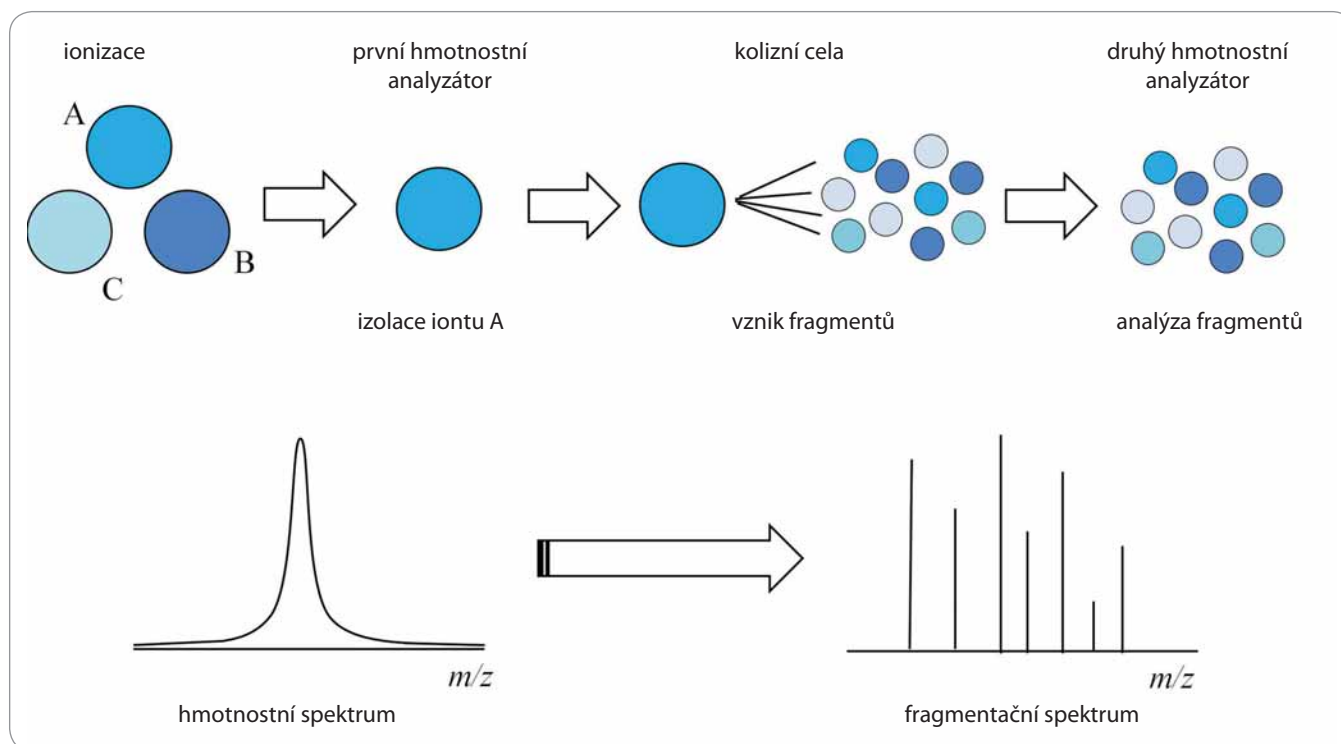 ionizace
první hmotnostní
analyzátor
kolizní cela
druhý hmotnostní
analyzátor
A
B
C
izolace iontu A
vznik fragmentů
analýza fragmentů
m/z
m/z
hmotnostní spektrum
fragmentační spektrum